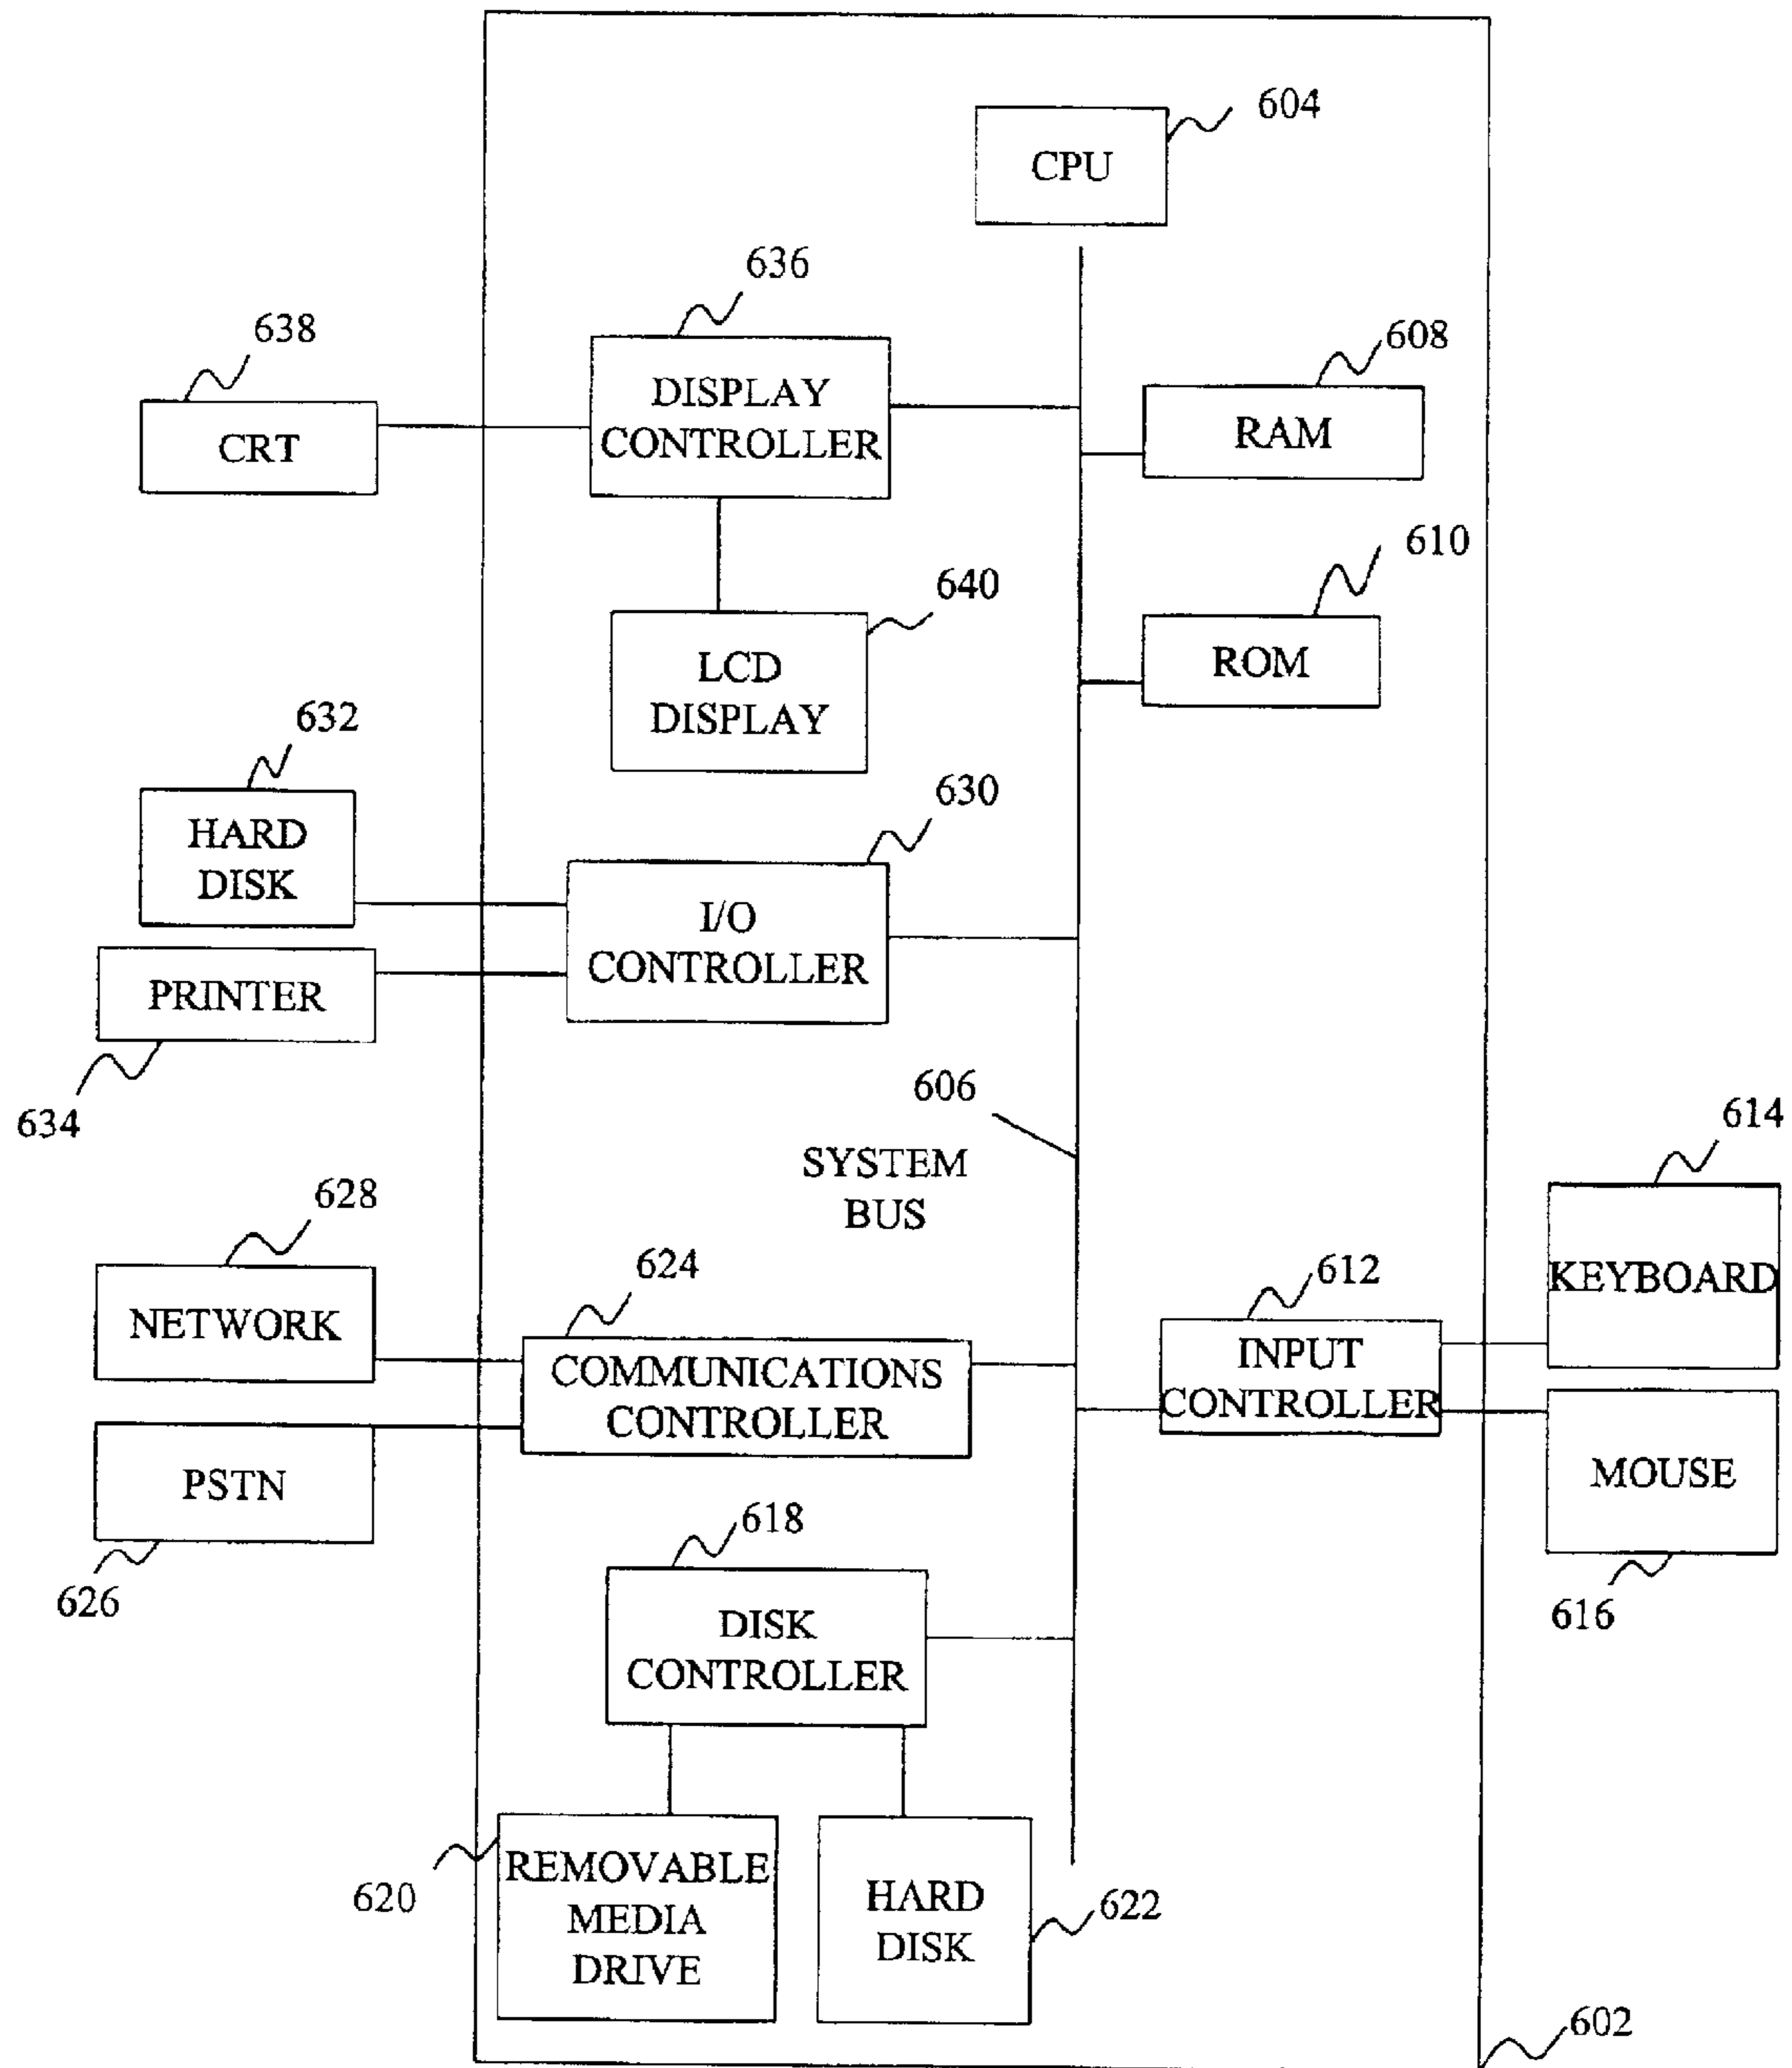 604
CPU
636
638
608
DISPLAY
CONTROLLER
CRT
RAM
610
640
LCD
DISPLAY
ROM
632
630
HARD
DISK
I/O
CONTROLLER
PRINTER
634
606
614
SYSTEM
BUS
628
624
612
KEYBOARD
NETWORK
COMMUNICATIONS
CONTROLLER
INPUT
CONTROLLER
PSTN
MOUSE
618
626
616
DISK
CONTROLLER
620
REMOVABLE
MEDIA
DRIVE
HARD
DISK
622
602